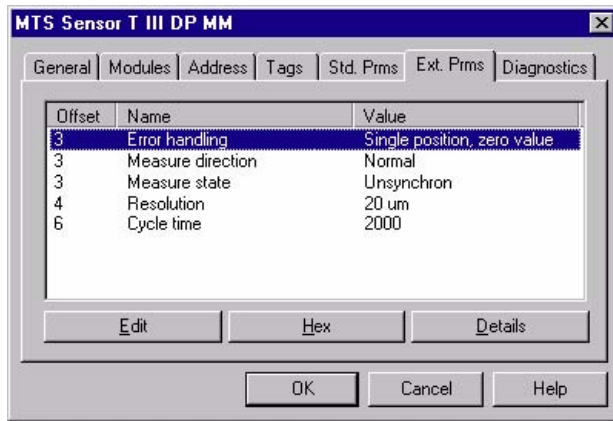 MTS Sensor T III DP MM
General Modules Address Tags Std. Prms Ext. Prms Diagnostics
Offset Name Value
3 Error handling Single position, zero value
3 Measure direction Normal
3 Measure state Unsynchron
4 Resolution 20 um
6 Cycle time 2000
Edit Hex Details
OK Cancel Help